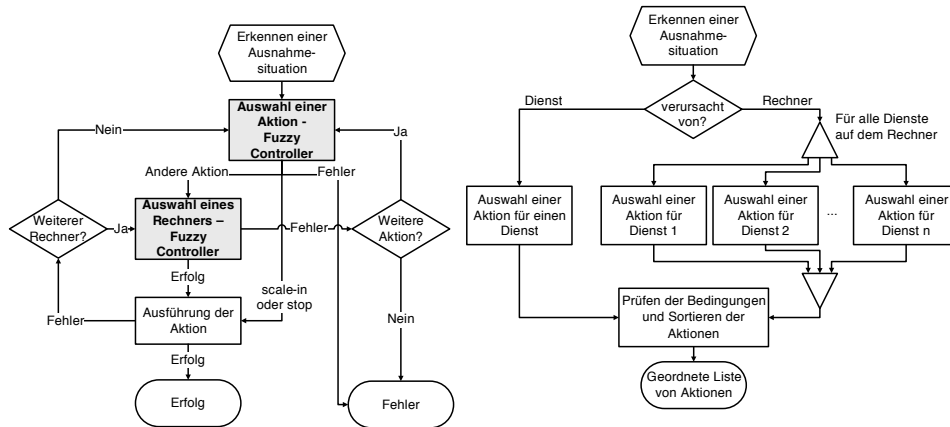 Erkennen einer
Ausnahme-
situation
Auswahl einer
Aktion -
Fuzzy
Controller
Nein
Ja
Andere Aktion
Fehler
Weiterer
Rechner?
Ja
Auswahl eines
Rechners –
Fuzzy
Controller
Fehler
Weitere
Aktion?
Erfolg
scale-in
oder stop
Fehler
Ausführung der
Aktion
Nein
Erfolg
Erfolg
Fehler
Erkennen einer
Ausnahme-
situation
Dienst
verursacht
von?
Rechner
Für alle Dienste
auf dem Rechner
Auswahl einer
Aktion für einen
Dienst
Auswahl einer
Aktion für
Dienst 1
Auswahl einer
Aktion für
Dienst 2
...
Auswahl einer
Aktion für
Dienst n
Prüfen der Bedingungen
und Sortieren der
Aktionen
Geordnete Liste
von Aktionen